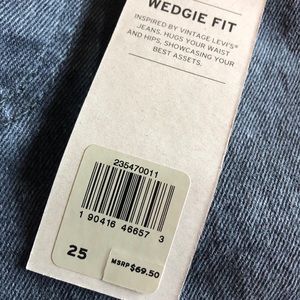 WEDGIE FIT
INSPIRED BY VINTAGE LEVI'S®
JEANS. HUGS YOUR WAIST
AND HIPS, SHOWCASING YOUR
BEST ASSETS.
235470011
1 90416 46657 3
25
MSRP $69.50